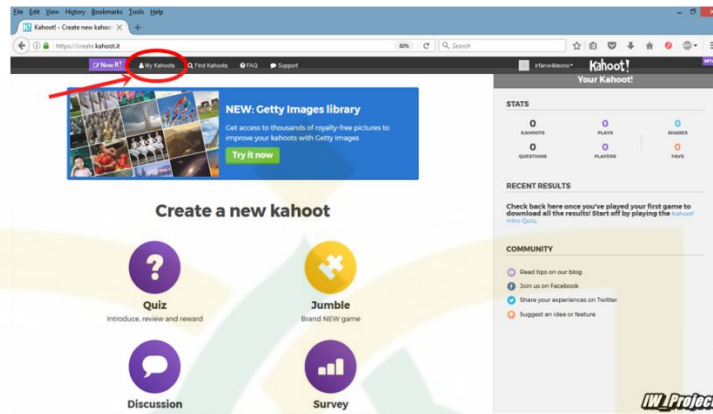 File Edit View History Bookmarks Tools Help
Kahoot! - Create new kahoot
https://create.kahoot.it
80%
Search
New K!
My Kahoots
Find Kahoots
FAQ
Support
irfanwibisono
Kahoot!
BETA
Your Kahoot!
NEW: Getty Images library
Get access to thousands of royalty-free pictures to
improve your kahoots with Getty Images
Try it now
Create a new kahoot
Quiz
Introduce, review and reward
Jumble
Brand NEW game
Discussion
Survey
STATS
0 0 0
KAHOOTS PLAYS SHARES
0 0 0
QUESTIONS PLAYERS FAVS
RECENT RESULTS
Check back here once you've played your first game to
download all the results! Start off by playing the Kahoot!
Intro Quiz.
COMMUNITY
Read tips on our blog
Join us on Facebook
Share your experiences on Twitter
Suggest an idea or feature
IW_Project